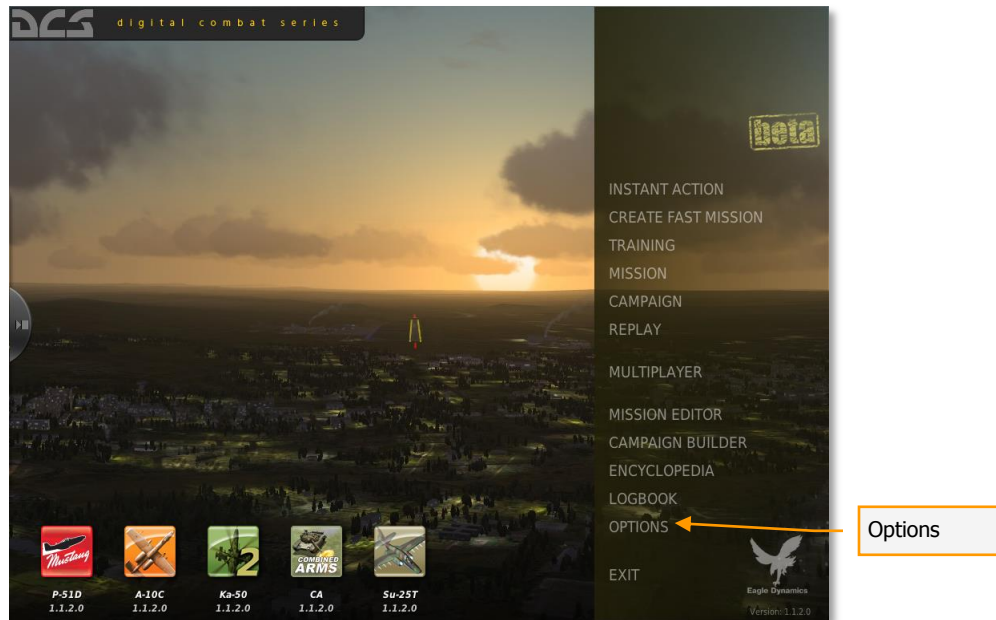 DCS digital combat series
beta
INSTANT ACTION
CREATE FAST MISSION
TRAINING
MISSION
CAMPAIGN
REPLAY
MULTIPLAYER
MISSION EDITOR
CAMPAIGN BUILDER
ENCYCLOPEDIA
LOGBOOK
OPTIONS
Options
EXIT
Eagle Dynamics
Version: 1.1.2.0
Mustang
2
COMBINED
ARMS
P-51D A-10C Ka-50 CA Su-25T
1.1.2.0 1.1.2.0 1.1.2.0 1.1.2.0 1.1.2.0